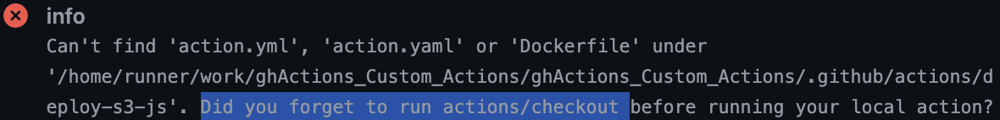 info
Can't find 'action.yml', 'action.yaml' or 'Dockerfile' under
'/home/runner/work/ghActions_Custom_Actions/ghActions_Custom_Actions/.github/actions/d
eploy-s3-js'. Did you forget to run actions/checkout before running your local action?